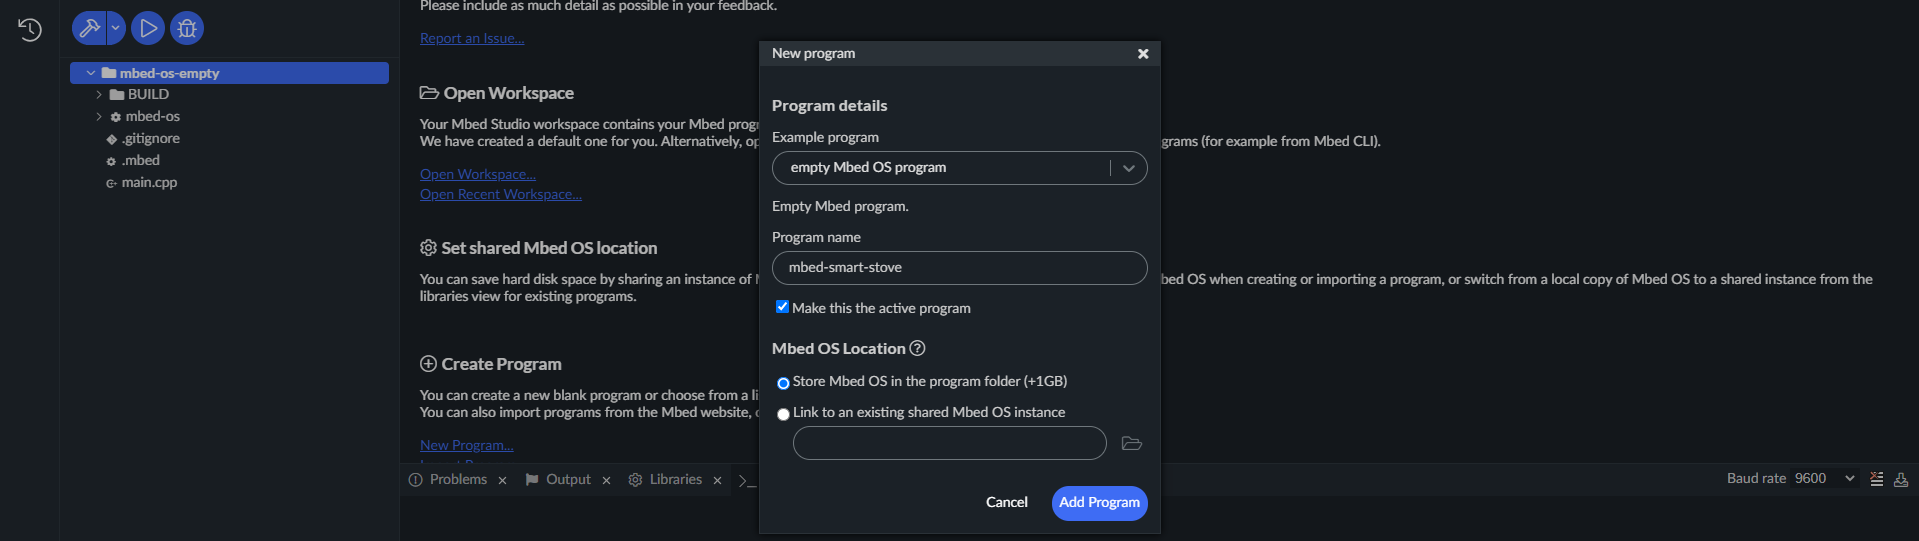 Please include as much detail as possible in your feedback.
Report an Issue...
mbed-os-empty
BUILD
mbed-os
.gitignore
.mbed
main.cpp
Open Workspace
Your Mbed Studio workspace contains your Mbed prog
We have created a default one for you. Alternatively, op
grams (for example from Mbed CLI).
Open Workspace...
Open Recent Workspace...
Set shared Mbed OS location
You can save hard disk space by sharing an instance of
bed OS when creating or importing a program, or switch from a local copy of Mbed OS to a shared instance from the
libraries view for existing programs.
Create Program
You can create a new blank program or choose from a li
You can also import programs from the Mbed website,
New Program...
New program
Program details
Example program
empty Mbed OS program
Empty Mbed program.
Program name
mbed-smart-stove
Make this the active program
Mbed OS Location
Store Mbed OS in the program folder (+1GB)
Link to an existing shared Mbed OS instance
Cancel
Add Program
Problems
Output
Libraries
Baud rate 9600